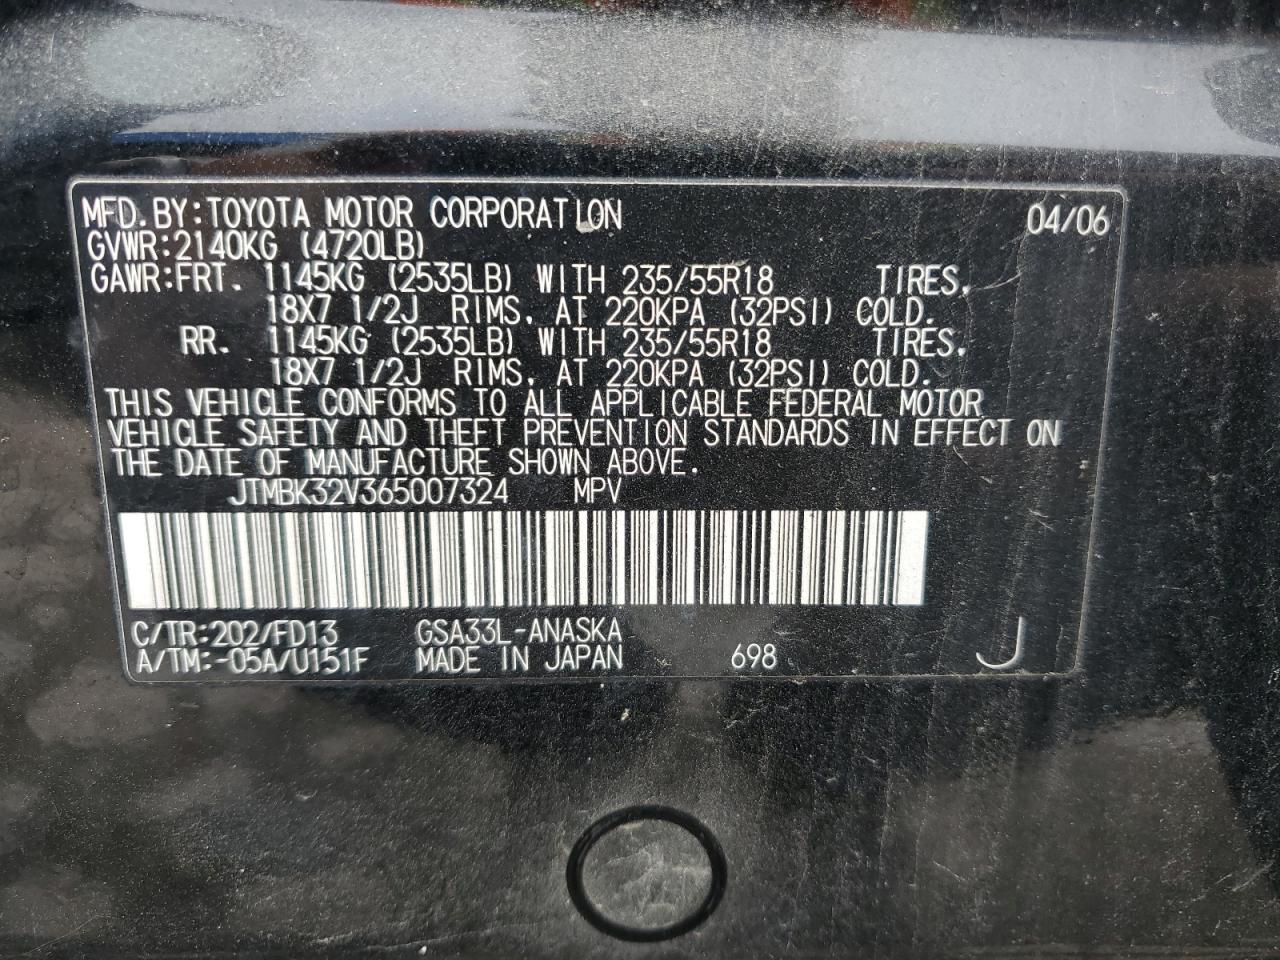 MFD.BY:TOYOTA MOTOR CORPORATION 04/06
GVWR:2140KG (4720LB)
GAWR:FRT. 1145KG (2535LB) WITH 235/55R18 TIRES,
18X7 1/2J RIMS, AT 220KPA (32PSI) COLD.
RR. 1145KG (2535LB) WITH 235/55R18 TIRES,
18X7 1/2J RIMS, AT 220KPA (32PSI) COLD.
THIS VEHICLE CONFORMS TO ALL APPLICABLE FEDERAL MOTOR
VEHICLE SAFETY AND THEFT PREVENTION STANDARDS IN EFFECT ON
THE DATE OF MANUFACTURE SHOWN ABOVE.
JTMBK32V365007324 MPV
C/TR:202/FD13 GSA33L-ANASKA
A/TM:-05A/U151F MADE IN JAPAN 698 J